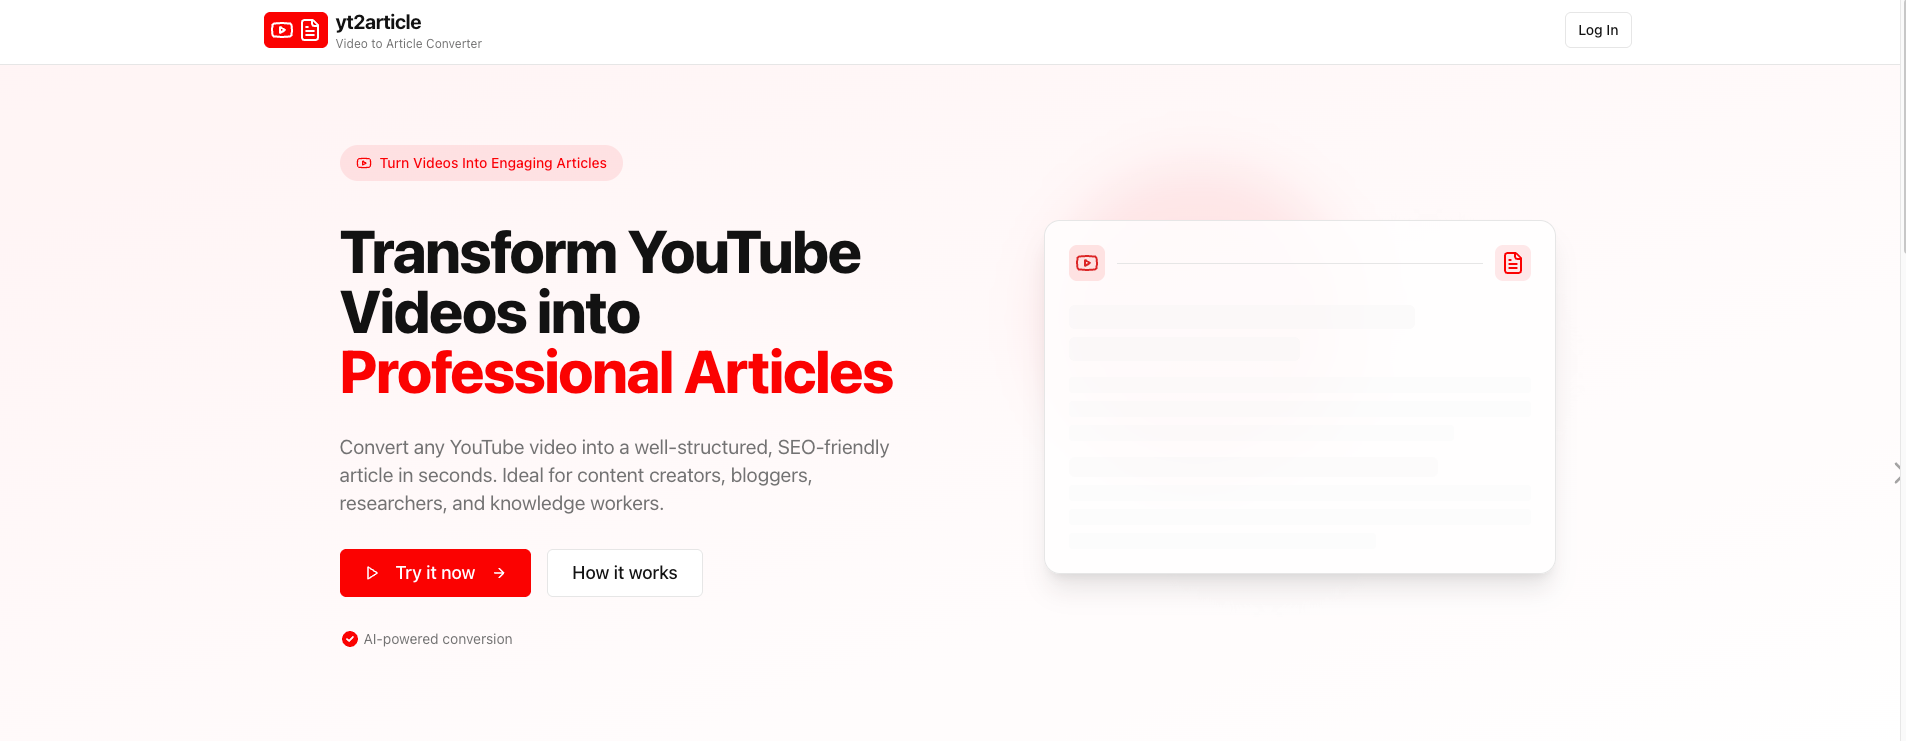 yt2article
Video to Article Converter
Log In
Turn Videos Into Engaging Articles
Transform YouTube
Videos into
Professional Articles
Convert any YouTube video into a well-structured, SEO-friendly
article in seconds. Ideal for content creators, bloggers,
researchers, and knowledge workers.
Try it now
How it works
AI-powered conversion